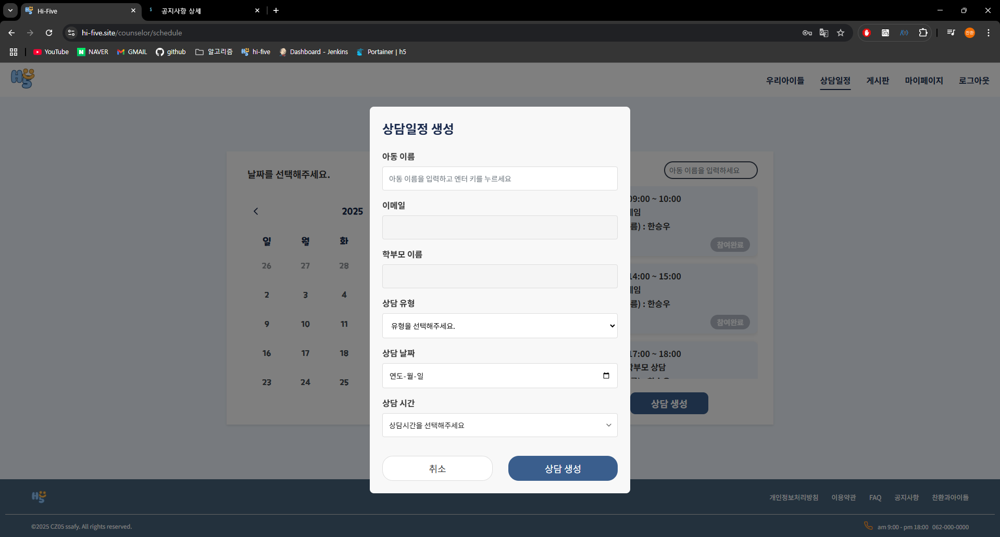 Hi-Five
공지사항 상세
hi-five.site/counselor/schedule
찬환
YouTube
NAVER
GMAIL
github
알고리즘
hi-five
Dashboard - Jenkins
Portainer | h5
우리아이들
상담일정
게시판
마이페이지
로그아웃
상담일정 생성
아동 이름
아동 이름을 입력하고 엔터 키를 누르세요
이메일
학부모 이름
상담 유형
유형을 선택해주세요.
상담 날짜
연도-월-일
상담 시간
상담시간을 선택해주세요
취소
상담 생성
날짜를 선택해주세요.
2025
일 월 화
26 27 28
2 3 4
9 10 11
16 17 18
23 24 25
아동 이름을 입력하세요
09:00 ~ 10:00
름) : 한승우
참여완료
14:00 ~ 15:00
름) : 한승우
참여완료
17:00 ~ 18:00
학부모 상담
상담 생성
개인정보처리방침
이용약관
FAQ
공지사항
찬환과아이들
©2025 CZ05 ssafy. All rights reserved.
am 9:00 - pm 18:00 062-000-0000